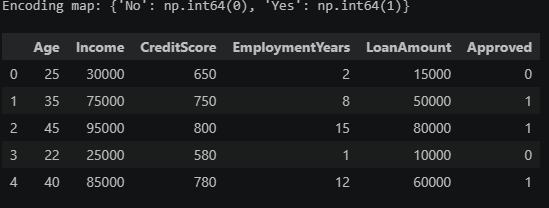 Encoding map: {'No': np.int64(0), 'Yes': np.int64(1)}
Age Income CreditScore EmploymentYears LoanAmount Approved
0 25 30000 650 2 15000 0
1 35 75000 750 8 50000 1
2 45 95000 800 15 80000 1
3 22 25000 580 1 10000 0
4 40 85000 780 12 60000 1